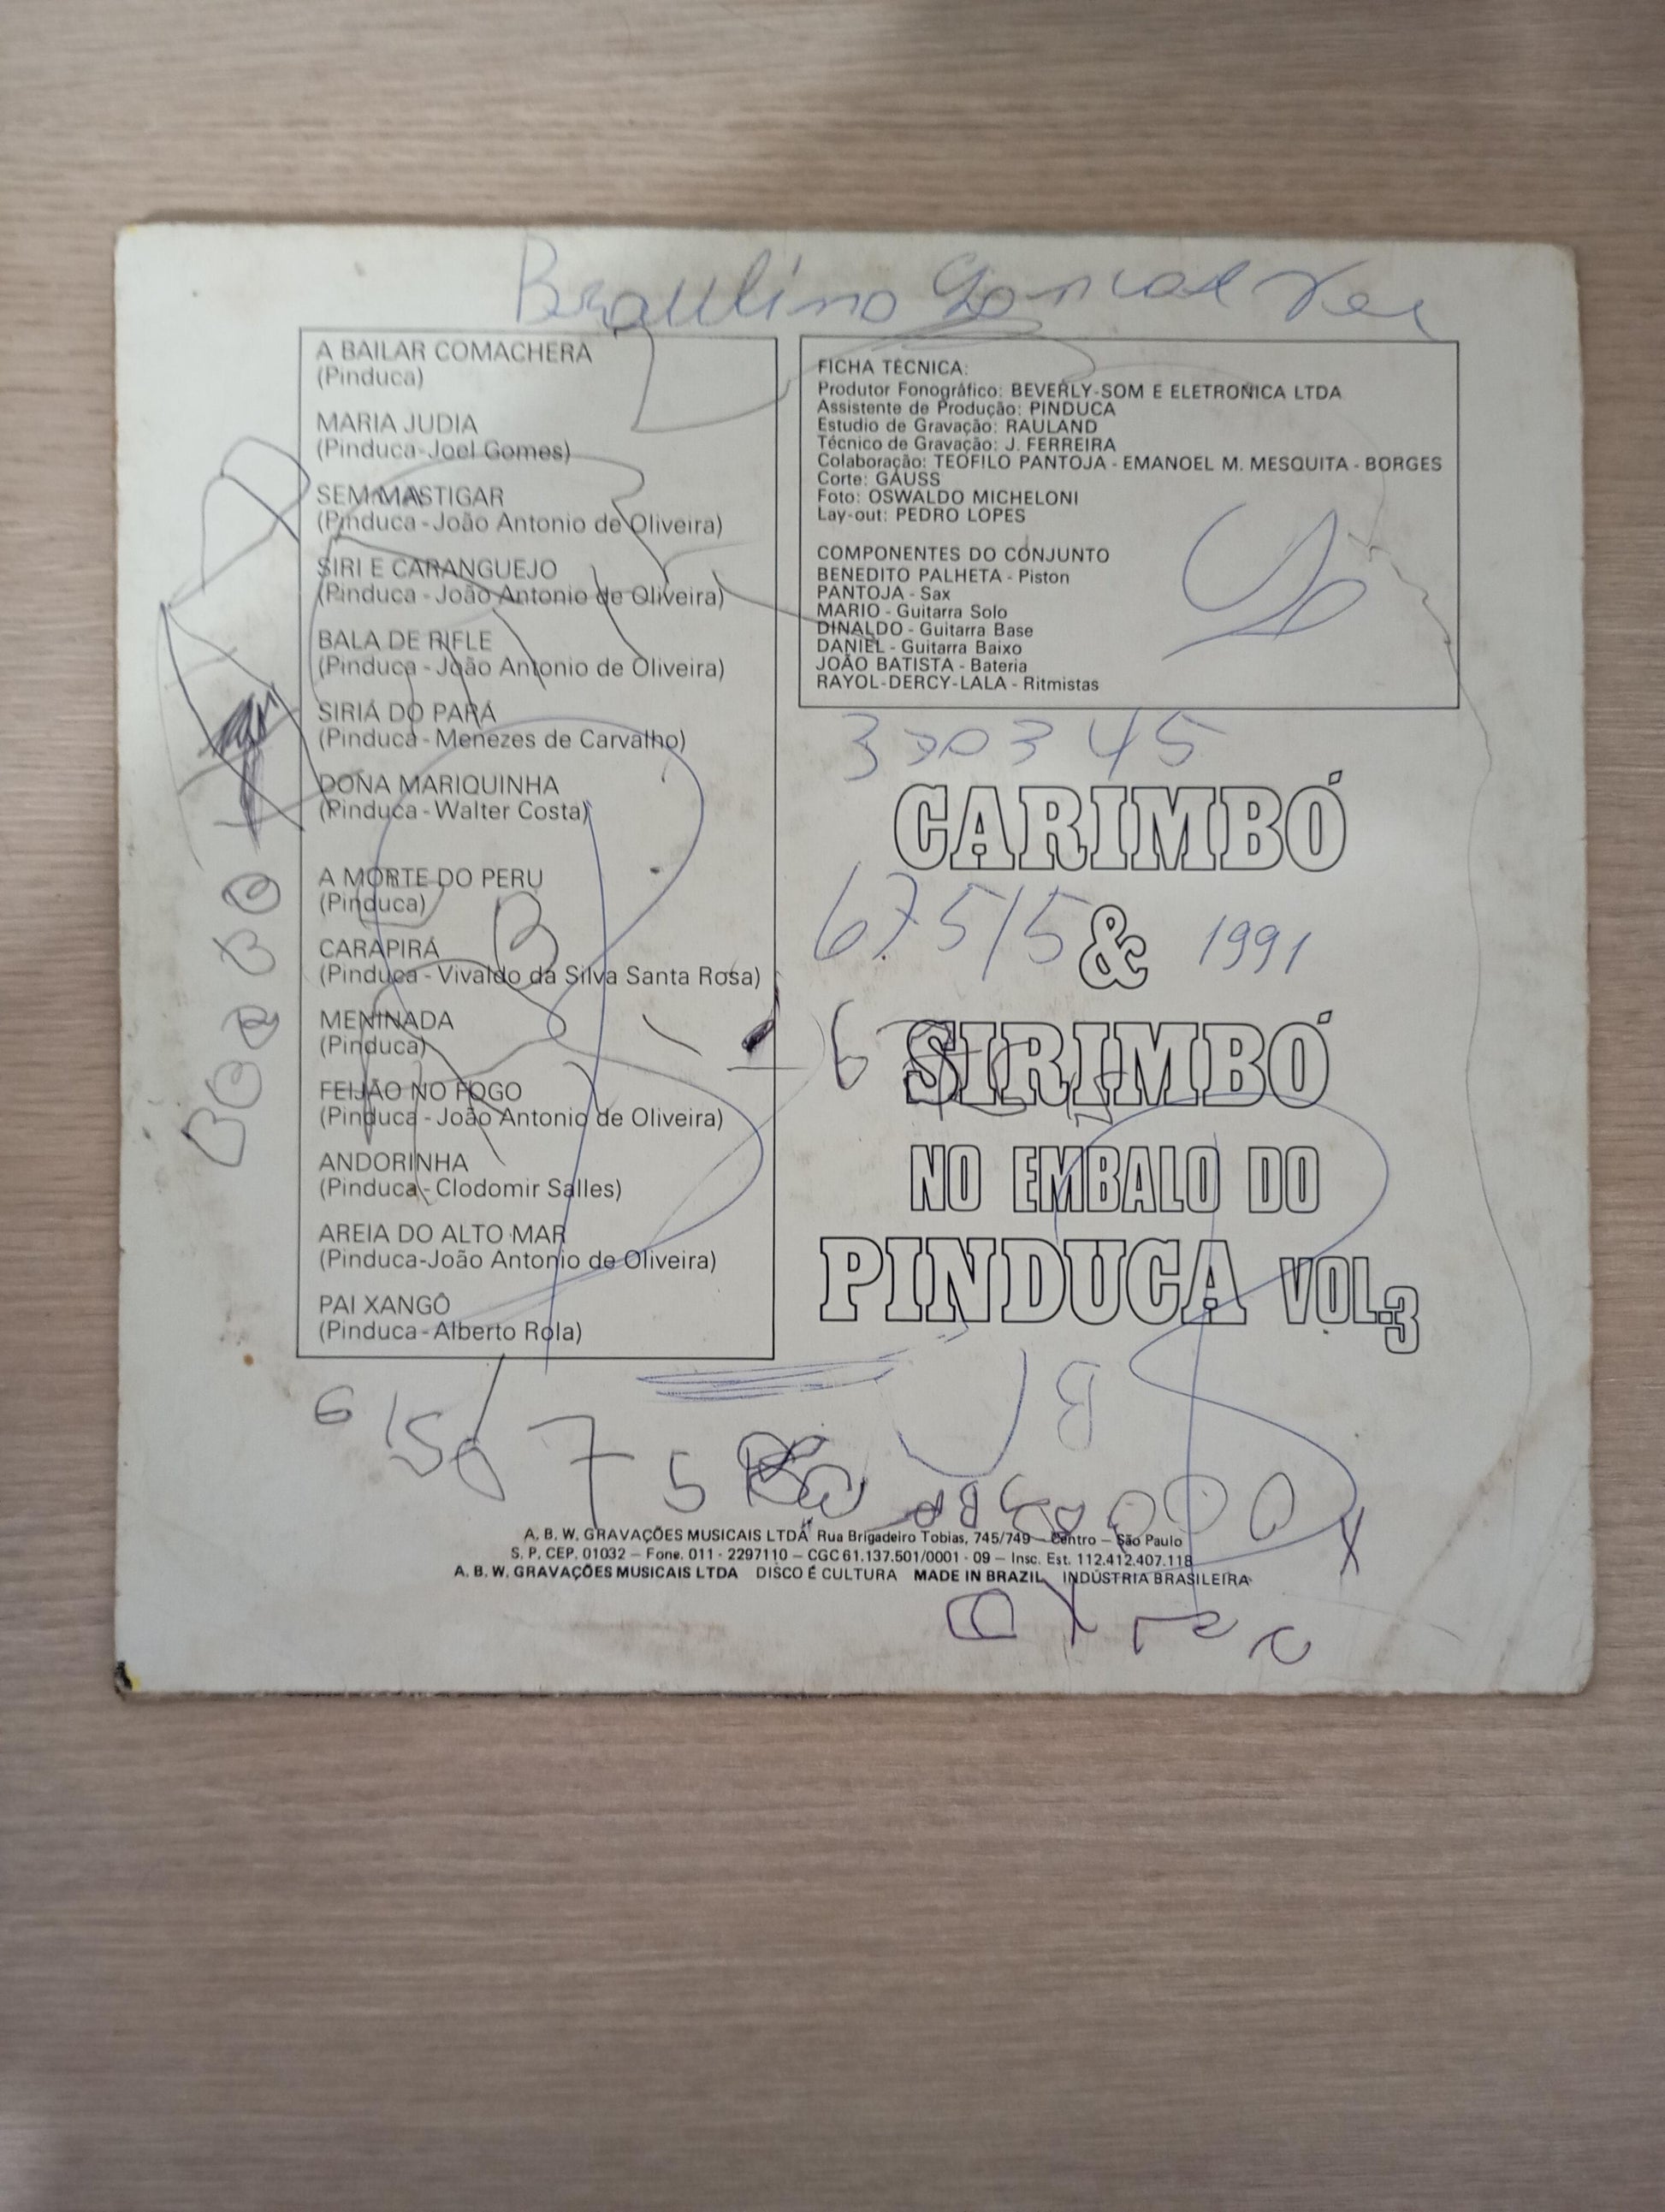 Braulino Goncalves
A BAILAR COMACHERA
(Pinduca)
MARIA JUDIA
(Pinduca-Joel Gomes)
SEM MASTIGAR
(Pinduca - João Antonio de Oliveira)
SIRI E CARANGUEJO
(Pinduca - João Antonio de Oliveira)
BALA DE RIFLE
(Pinduca - João Antonio de Oliveira)
SIRIÁ DO PARÁ
(Pinduca - Menezes de Carvalho)
DONA MARIQUINHA
(Pinduca - Walter Costa)
A MORTE DO PERU
(Pinduca)
CARAPIRÁ
(Pinduca - Vivaldo da Silva Santa Rosa)
MENINADA
(Pinduca)
FEIJÃO NO FOGO
(Pinduca - João Antonio de Oliveira)
ANDORINHA
(Pinduca - Clodomir Salles)
AREIA DO ALTO MAR
(Pinduca-João Antonio de Oliveira)
PAI XANGÔ
(Pinduca - Alberto Rola)
FICHA TÉCNICA:
Produtor Fonográfico: BEVERLY-SOM E ELETRONICA LTDA
Assistente de Produção: PINDUCA
Estudio de Gravação: RAULAND
Técnico de Gravação: J. FERREIRA
Colaboração: TEOFILO PANTOJA - EMANOEL M. MESQUITA - BORGES
Corte: GAUSS
Foto: OSWALDO MICHELONI
Lay-out: PEDRO LOPES
COMPONENTES DO CONJUNTO
BENEDITO PALHETA - Piston
PANTOJA - Sax
MARIO - Guitarra Solo
DINALDO - Guitarra Base
DANIEL - Guitarra Baixo
JOÃO BATISTA - Bateria
RAYOL-DERCY-LALA - Ritmistas
370345
CARIMBÓ
& 1991
SIRIMBÓ
NO EMBALO DO
PINDUCA VOL.3
A. B. W. GRAVAÇÕES MUSICAIS LTDA Rua Brigadeiro Tobias, 745/749 — Centro — São Paulo
S. P. CEP. 01032 — Fone. 011 - 2297110 — CGC 61.137.501/0001 - 09 — Insc. Est. 112.412.407.118
A. B. W. GRAVAÇÕES MUSICAIS LTDA DISCO É CULTURA MADE IN BRAZIL INDÚSTRIA BRASILEIRA